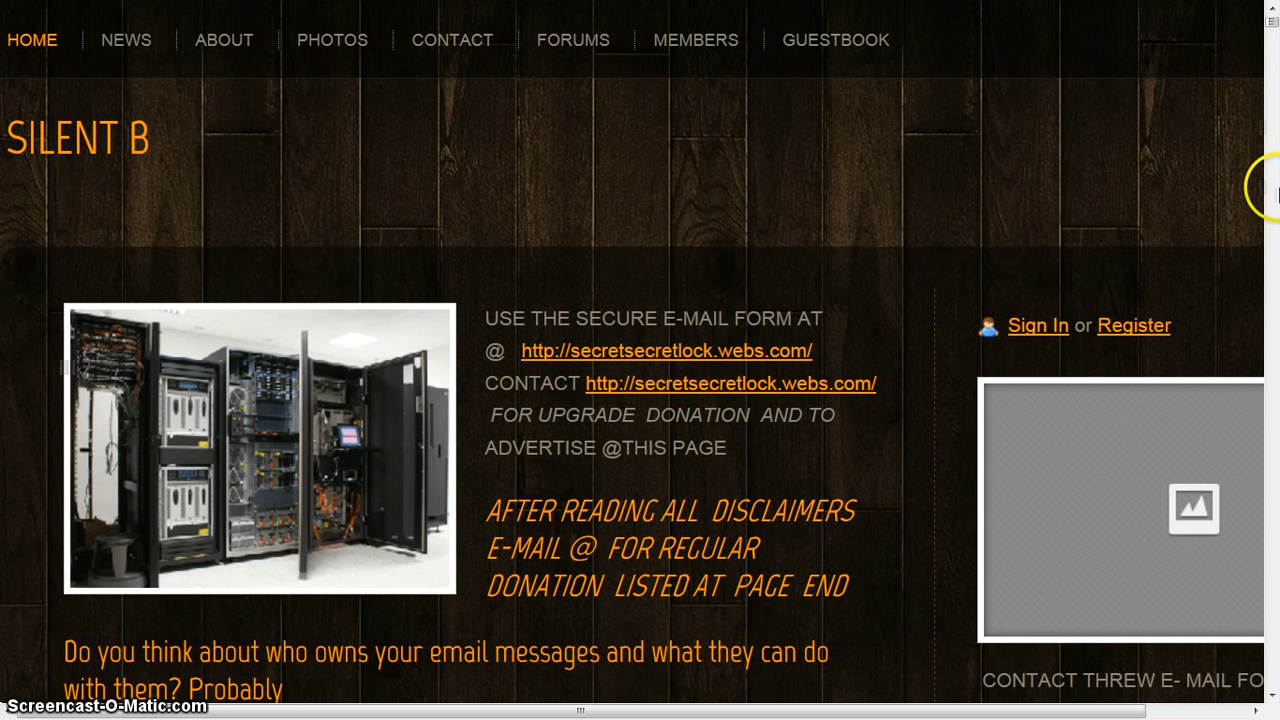 HOME
NEWS
ABOUT
PHOTOS
CONTACT
FORUMS
MEMBERS
GUESTBOOK
SILENT B
USE THE SECURE E-MAIL FORM AT
@ http://secretsecretlock.webs.com/
CONTACT http://secretsecretlock.webs.com/
FOR UPGRADE DONATION AND TO
ADVERTISE @THIS PAGE
AFTER READING ALL DISCLAIMERS
E-MAIL @ FOR REGULAR
DONATION LISTED AT PAGE END
Do you think about who owns your email messages and what they can do
with them? Probably
Sign In or Register
CONTACT THREW E- MAIL FO
Screencast-O-Matic.com